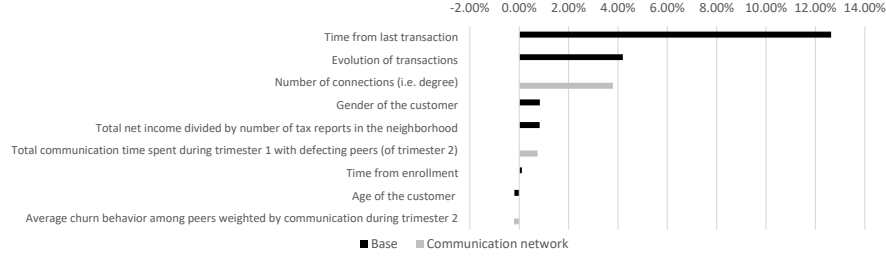 -2.00% 0.00% 2.00% 4.00% 6.00% 8.00% 10.00% 12.00% 14.00%
Time from last transaction
Evolution of transactions
Number of connections (i.e. degree)
Gender of the customer
Total net income divided by number of tax reports in the neighborhood
Total communication time spent during trimester 1 with defecting peers (of trimester 2)
Time from enrollment
Age of the customer
Average churn behavior among peers weighted by communication during trimester 2
Base Communication network